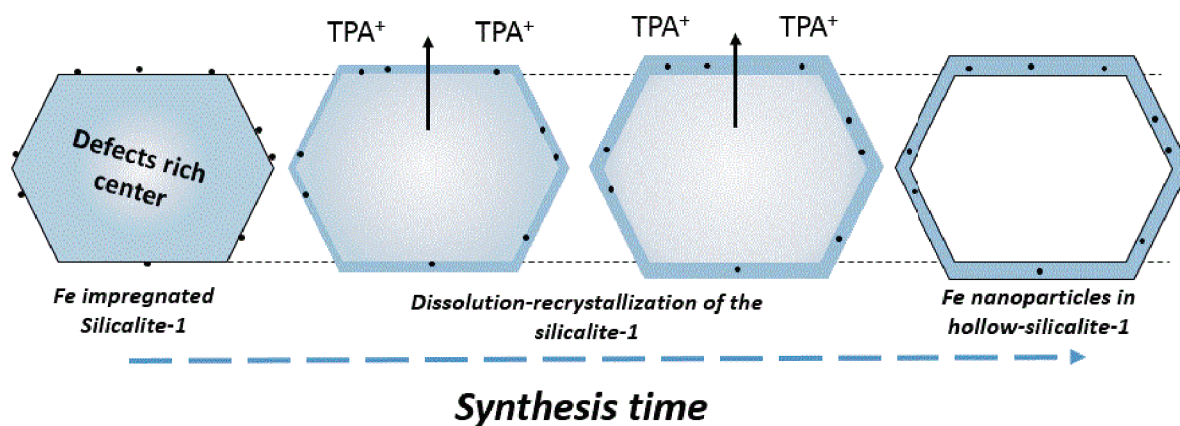 TPA⁺ TPA⁺
TPA⁺ TPA⁺
Defects rich
center
Fe impregnated
Silicalite-1
Dissolution-recrystallization of the
silicalite-1
Fe nanoparticles in
hollow-silicalite-1
Synthesis time